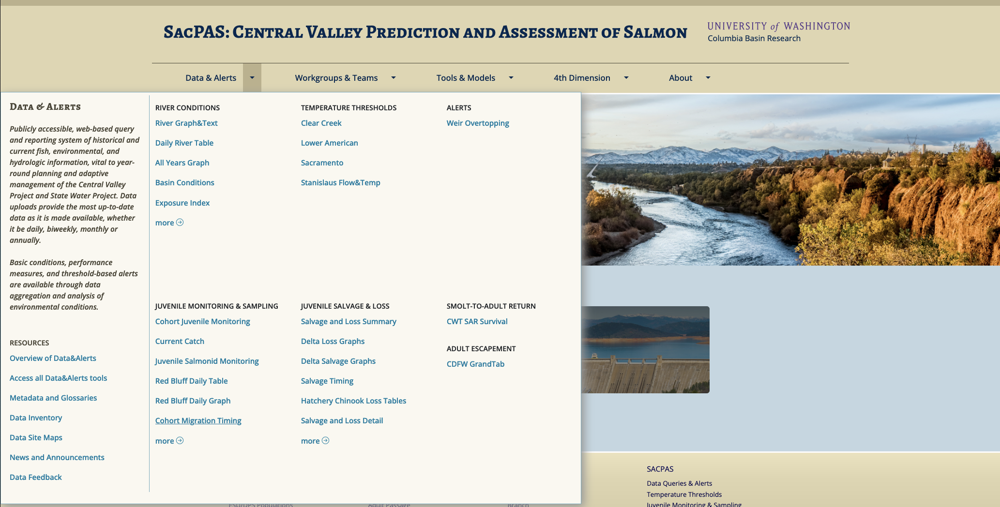 SacPAS: Central Valley Prediction and Assessment of Salmon
UNIVERSITY of WASHINGTON
Columbia Basin Research
Data & Alerts
Workgroups & Teams
Tools & Models
4th Dimension
About
Data & Alerts
Publicly accessible, web-based query
and reporting system of historical and
current fish, environmental, and
hydrologic information, vital to year-
round planning and adaptive
management of the Central Valley
Project and State Water Project. Data
uploads provide the most up-to-date
data as it is made available, whether
it be daily, biweekly, monthly or
annually.
Basic conditions, performance
measures, and threshold-based alerts
are available through data
aggregation and analysis of
environmental conditions.
RESOURCES
Overview of Data&Alerts
Access all Data&Alerts tools
Metadata and Glossaries
Data Inventory
Data Site Maps
News and Announcements
Data Feedback
RIVER CONDITIONS
River Graph&Text
Daily River Table
All Years Graph
Basin Conditions
Exposure Index
more
TEMPERATURE THRESHOLDS
Clear Creek
Lower American
Sacramento
Stanislaus Flow&Temp
ALERTS
Weir Overtopping
JUVENILE MONITORING & SAMPLING
Cohort Juvenile Monitoring
Current Catch
Juvenile Salmonid Monitoring
Red Bluff Daily Table
Red Bluff Daily Graph
Cohort Migration Timing
more
JUVENILE SALVAGE & LOSS
Salvage and Loss Summary
Delta Loss Graphs
Delta Salvage Graphs
Salvage Timing
Hatchery Chinook Loss Tables
Salvage and Loss Detail
more
SMOLT-TO-ADULT RETURN
CWT SAR Survival
ADULT ESCAPEMENT
CDFW GrandTab
SACPAS
Data Queries & Alerts
Temperature Thresholds
Juvenile Monitoring & Sampling
ESU/DPS Populations
Adult Passage
Branch